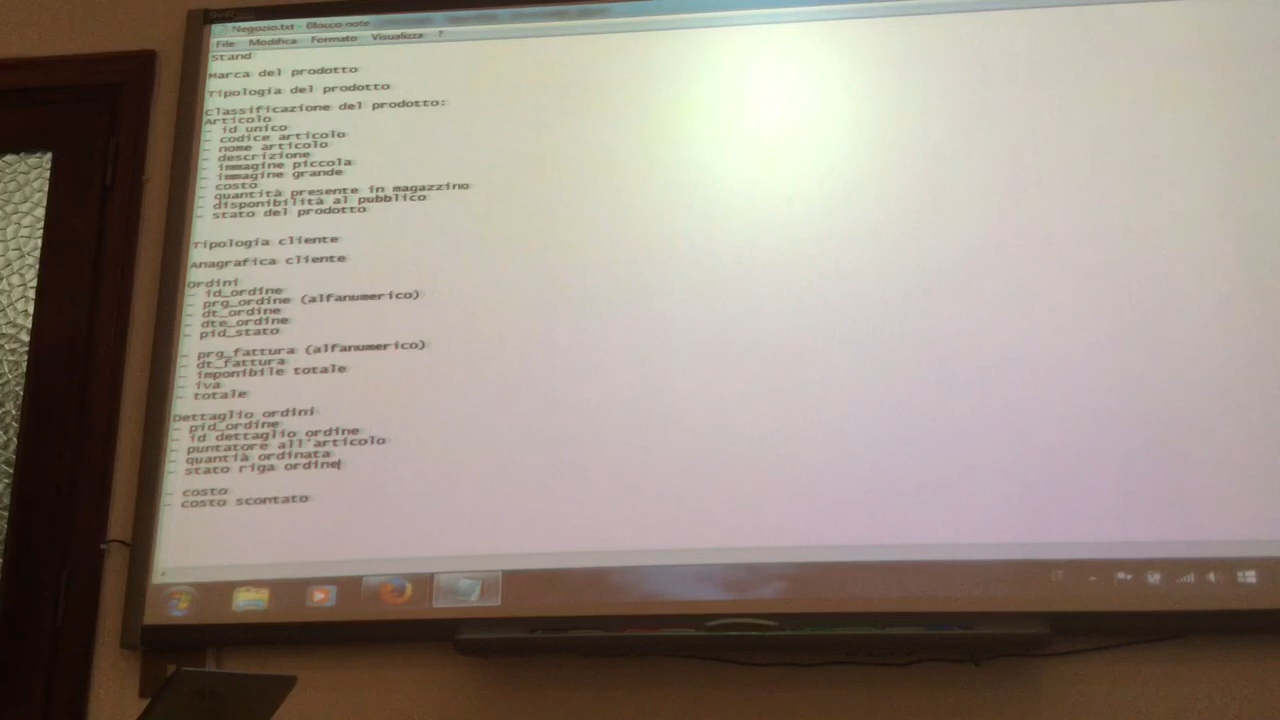 Negozio.txt - Blocco note
File Modifica Formato Visualizza ?
Stand
Marca del prodotto
Tipologia del prodotto
Classificazione del prodotto:
Articolo
- id unico
- codice articolo
- nome articolo
- descrizione
- immagine piccola
- immagine grande
- costo
- quantità presente in magazzino
- disponibilità al pubblico
- stato del prodotto
Tipologia cliente
Anagrafica cliente
Ordini
- id_ordine
- prg_ordine (alfanumerico)
- dt_ordine
- dte_ordine
- pid_stato
- prg_fattura (alfanumerico)
- dt_fattura
- imponibile totale
- iva
- totale
Dettaglio ordini
- pid_ordine
- id dettaglio ordine
- puntatore all'articolo
- quantià ordinata
- stato riga ordine
- costo
- costo scontato
IT